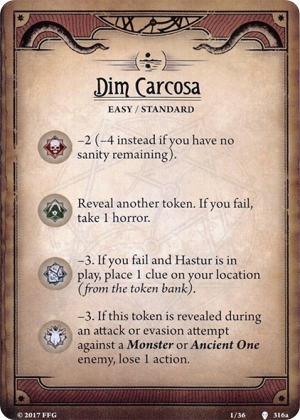 Dim Carcosa
EASY / STANDARD
–2 (–4 instead if you have no
sanity remaining).
Reveal another token. If you fail,
take 1 horror.
–3. If you fail and Hastur is in
play, place 1 clue on your location
(from the token bank).
–3. If this token is revealed during
an attack or evasion attempt
against a Monster or Ancient One
enemy, lose 1 action.
© 2017 FFG
1/36
316a